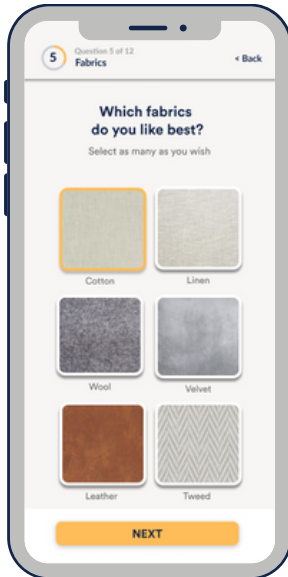 5
Question 5 of 12
Fabrics
< Back
Which fabrics
do you like best?
Select as many as you wish
Cotton
Linen
Wool
Velvet
Leather
Tweed
NEXT